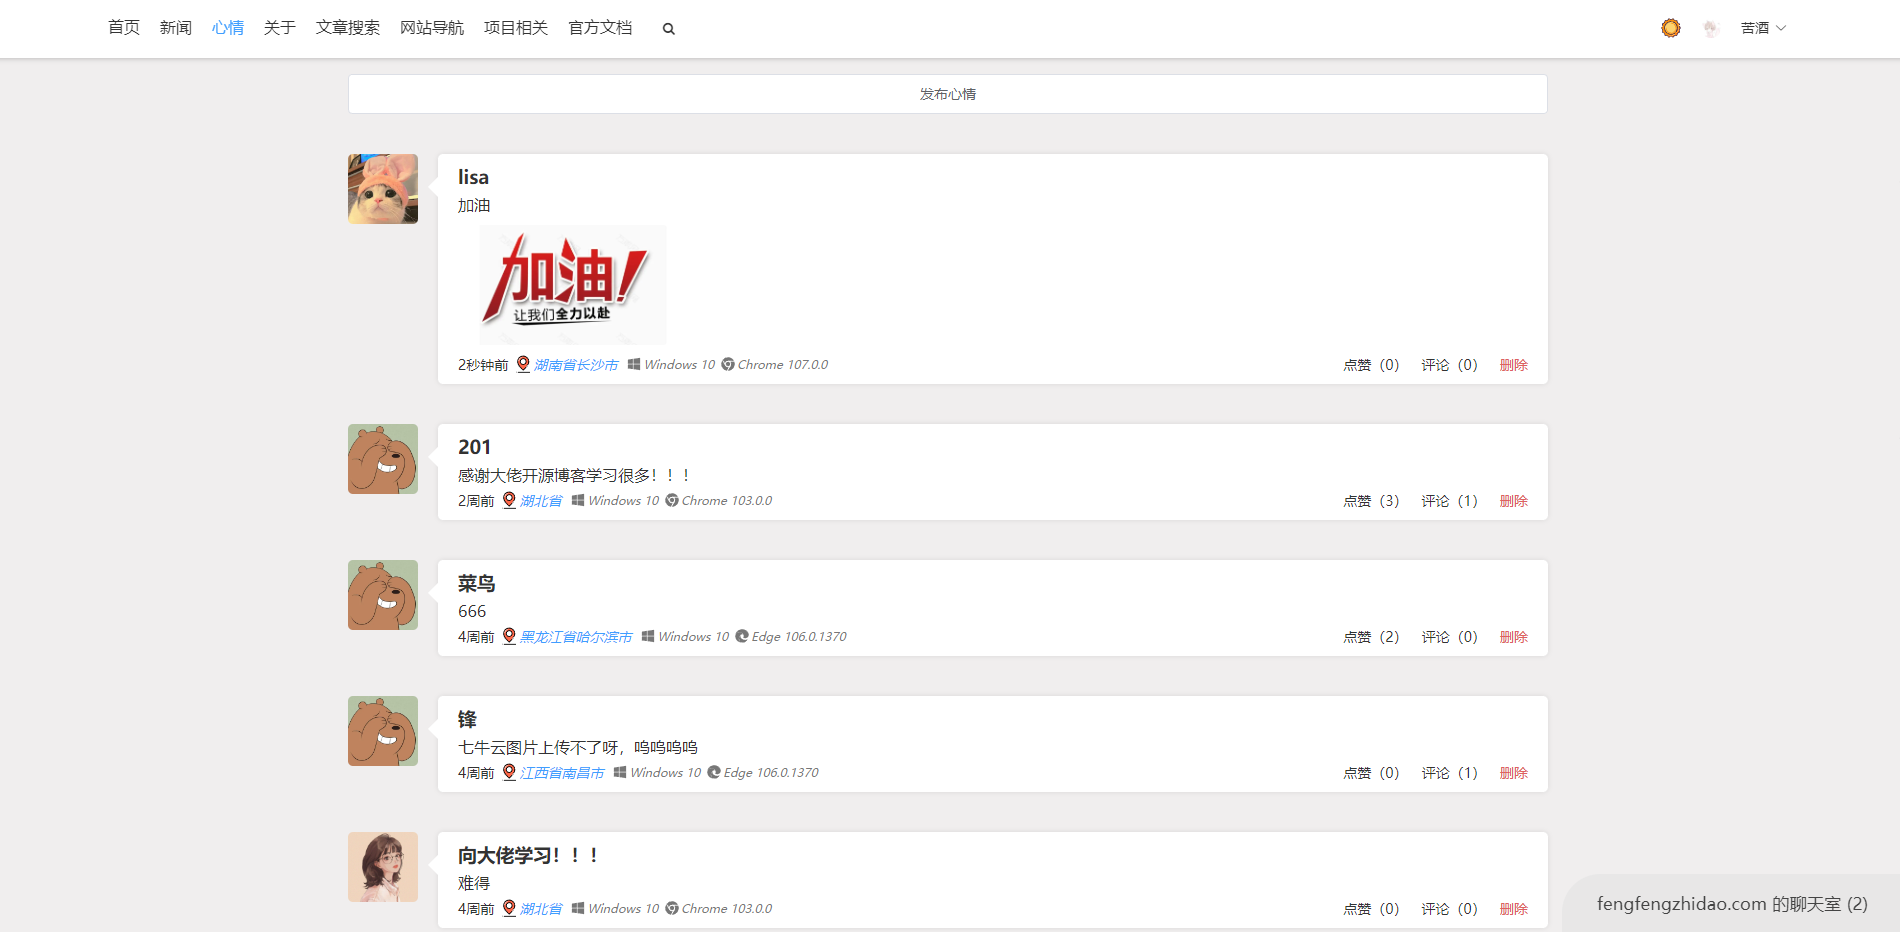 首页 新闻 心情 关于 文章搜索 网站导航 项目相关 官方文档 苦酒
发布心情
lisa
加油
加油!
让我们全力以赴
2秒钟前 湖南省长沙市 Windows 10 Chrome 107.0.0 点赞（0） 评论（0） 删除
201
感谢大佬开源博客学习很多！！！
2周前 湖北省 Windows 10 Chrome 103.0.0 点赞（3） 评论（1） 删除
菜鸟
666
4周前 黑龙江省哈尔滨市 Windows 10 Edge 106.0.1370 点赞（2） 评论（0） 删除
锋
七牛云图片上传不了呀，呜呜呜呜
4周前 江西省南昌市 Windows 10 Edge 106.0.1370 点赞（0） 评论（1） 删除
向大佬学习！！！
难得
4周前 湖北省 Windows 10 Chrome 103.0.0 点赞（0） 评论（0） 删除
fengfengzhidao.com 的聊天室 (2)